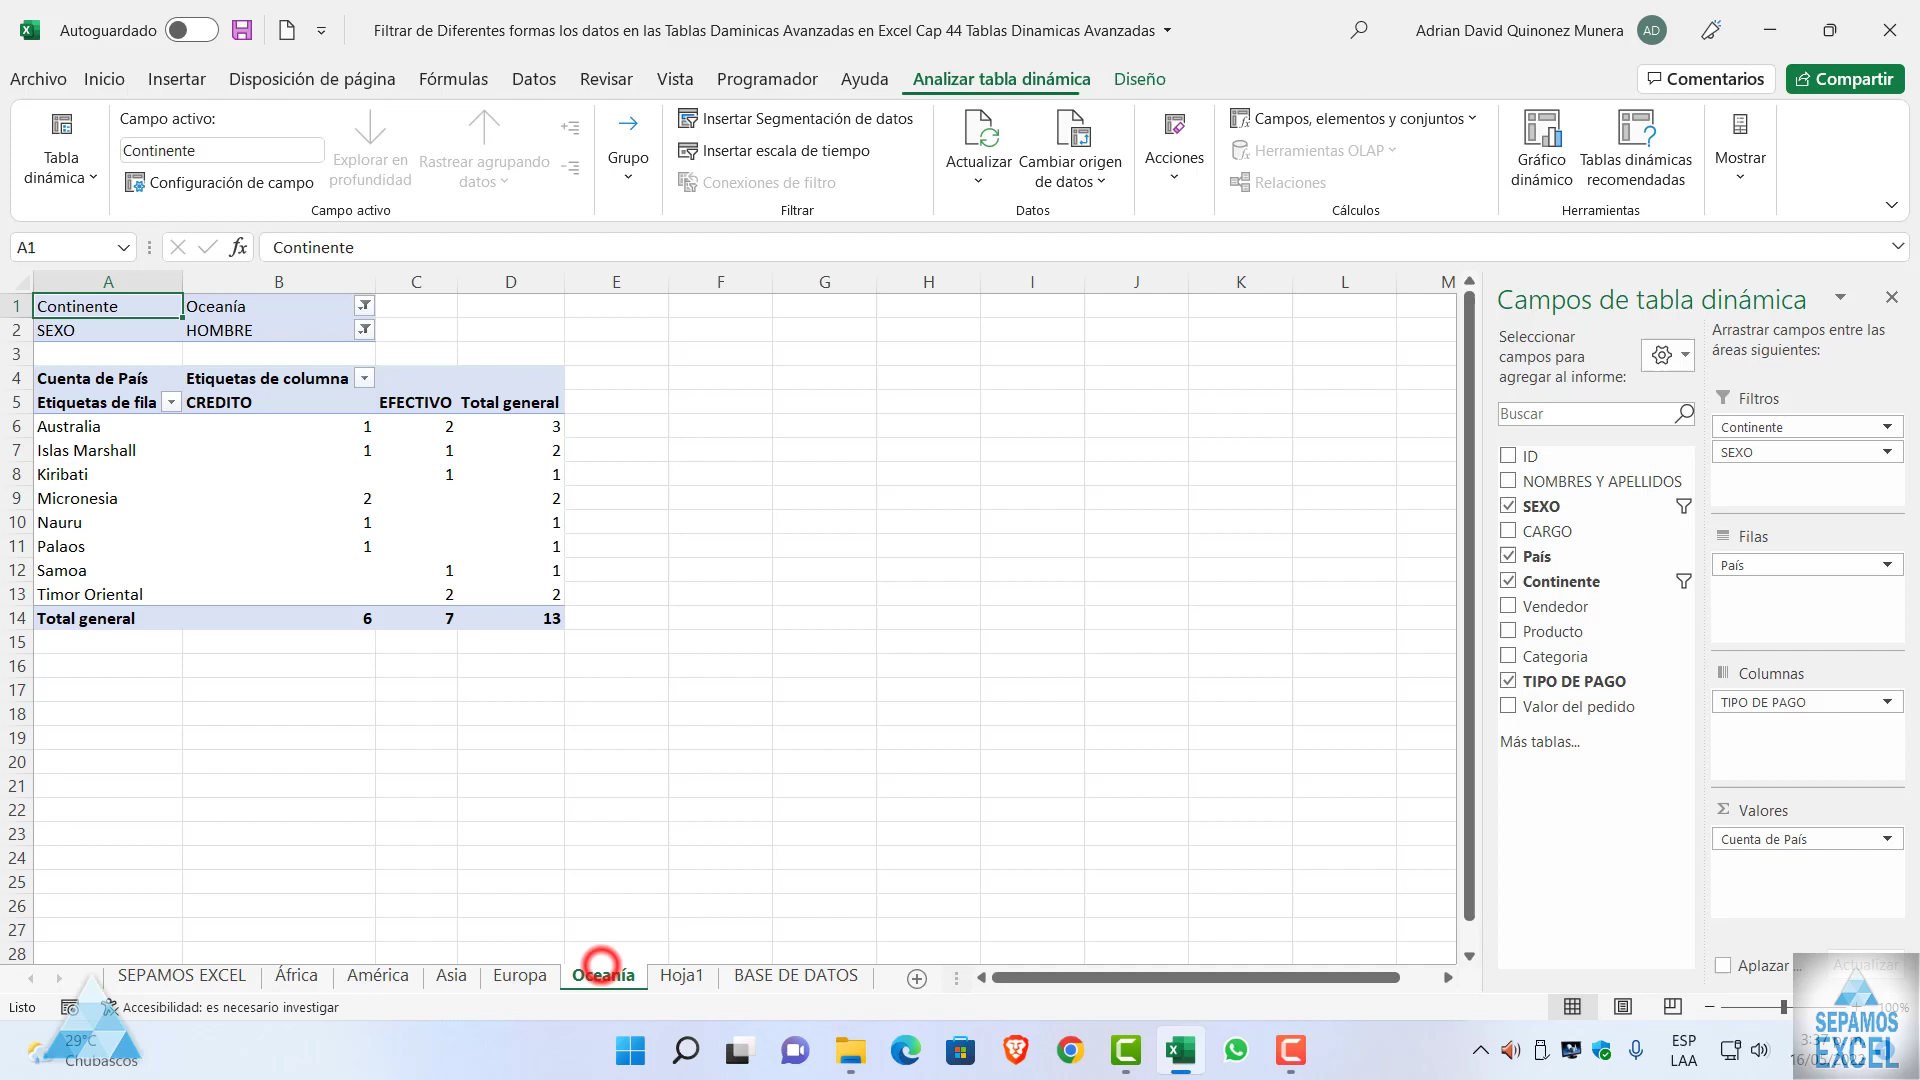 Autoguardado
Filtrar de Diferentes formas los datos en las Tablas Daminicas Avanzadas en Excel Cap 44 Tablas Dinamicas Avanzadas
Adrian David Quinonez Munera
AD
Archivo Inicio Insertar Disposición de página Fórmulas Datos Revisar Vista Programador Ayuda Analizar tabla dinámica Diseño
Comentarios
Compartir
Tabla dinámica
Campo activo:
Continente
Configuración de campo
Explorar en profundidad
Rastrear agrupando datos
Campo activo
Grupo
Insertar Segmentación de datos
Insertar escala de tiempo
Conexiones de filtro
Filtrar
Actualizar
Cambiar origen de datos
Datos
Acciones
Campos, elementos y conjuntos
Herramientas OLAP
Relaciones
Cálculos
Gráfico dinámico
Tablas dinámicas recomendadas
Herramientas
Mostrar
A1
fx
Continente
A B C D E F G H I J K L M
1 Continente Oceanía
2 SEXO HOMBRE
3
4 Cuenta de País Etiquetas de columna
5 Etiquetas de fila CREDITO EFECTIVO Total general
6 Australia 1 2 3
7 Islas Marshall 1 1 2
8 Kiribati 1 1
9 Micronesia 2 2
10 Nauru 1 1
11 Palaos 1 1
12 Samoa 1 1
13 Timor Oriental 2 2
14 Total general 6 7 13
15
16
17
18
19
20
21
22
23
24
25
26
27
28
Campos de tabla dinámica
Seleccionar campos para agregar al informe:
Buscar
ID
NOMBRES Y APELLIDOS
SEXO
CARGO
País
Continente
Vendedor
Producto
Categoria
TIPO DE PAGO
Valor del pedido
Más tablas...
Arrastrar campos entre las áreas siguientes:
Filtros
Continente
SEXO
Filas
País
Columnas
TIPO DE PAGO
Valores
Cuenta de País
Aplazar ...
Actualizar
SEPAMOS EXCEL África América Asia Europa Oceanía Hoja1 BASE DE DATOS
Listo
Accesibilidad: es necesario investigar
100%
29°C
Chubascos
ESP
LAA
16/05/2022
SEPAMOS
EXCEL